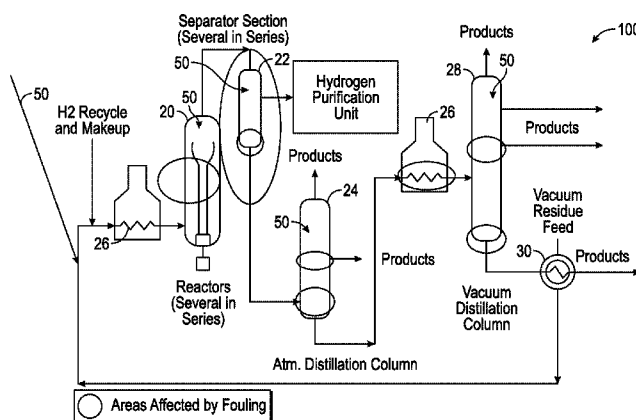 Separator Section
(Several in Series)
100
50
22
50
28
50
Products
50
H2 Recycle
and Makeup
20
50
Hydrogen
Purification
Unit
26
Products
Products
24
26
50
Products
Vacuum
Residue
Feed
30
Products
Reactors
(Several in
Series)
Vacuum
Distillation
Column
Atm. Distillation Column
Areas Affected by Fouling